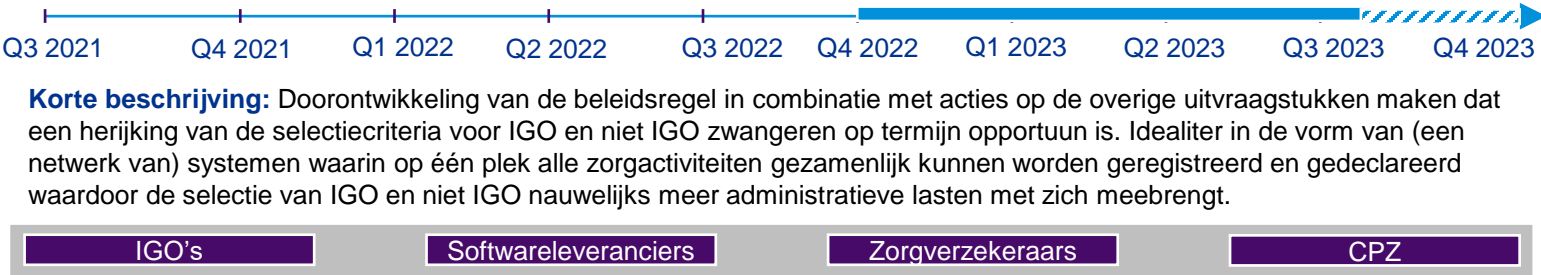 Q3 2021 Q4 2021 Q1 2022 Q2 2022 Q3 2022 Q4 2022 Q1 2023 Q2 2023 Q3 2023 Q4 2023
Korte beschrijving: Doorontwikkeling van de beleidsregel in combinatie met acties op de overige uitvraagstukken maken dat
een herijking van de selectiecriteria voor IGO en niet IGO zwangeren op termijn opportuun is. Idealiter in de vorm van (een
netwerk van) systemen waarin op één plek alle zorgactiviteiten gezamenlijk kunnen worden geregistreerd en gedeclareerd
waardoor de selectie van IGO en niet IGO nauwelijks meer administratieve lasten met zich meebrengt.
IGO's Softwareleveranciers Zorgverzekeraars CPZ